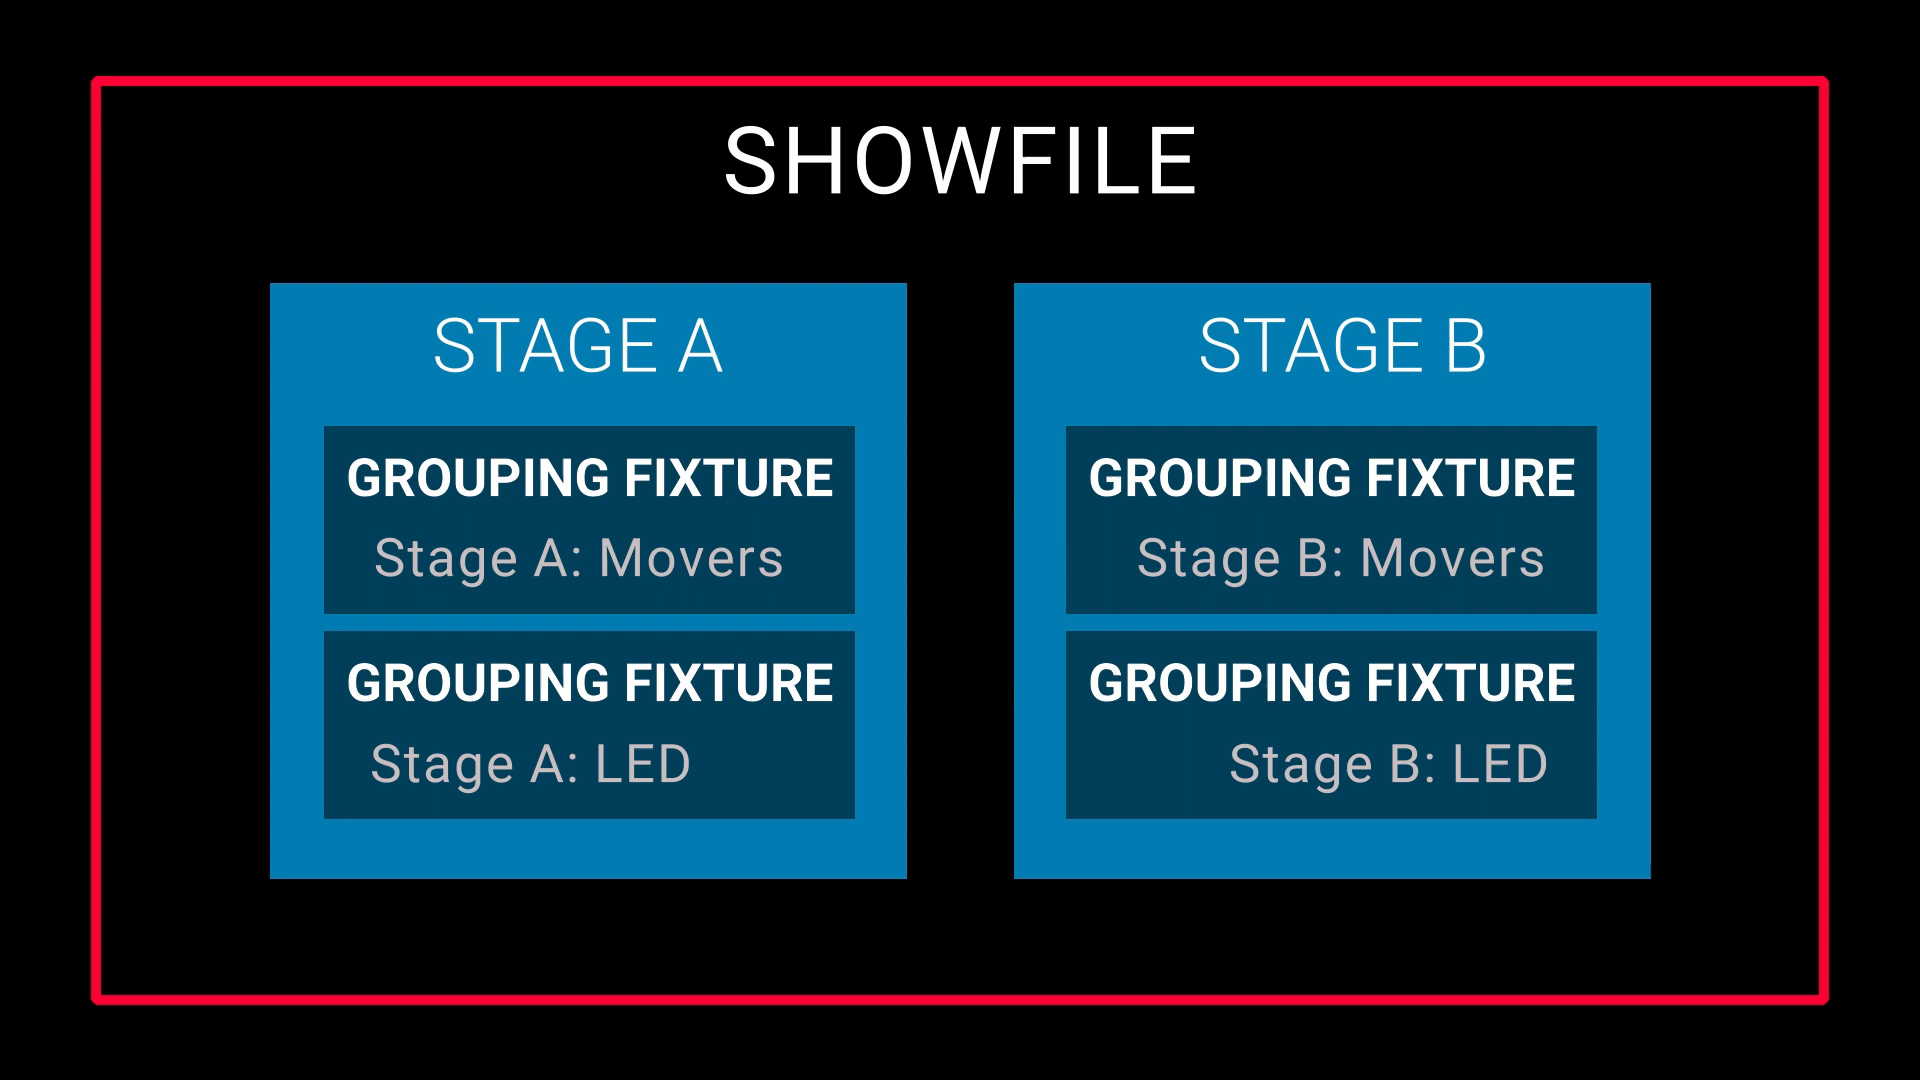 SHOWFILE
STAGE A
GROUPING FIXTURE
Stage A: Movers
GROUPING FIXTURE
Stage A: LED
STAGE B
GROUPING FIXTURE
Stage B: Movers
GROUPING FIXTURE
Stage B: LED